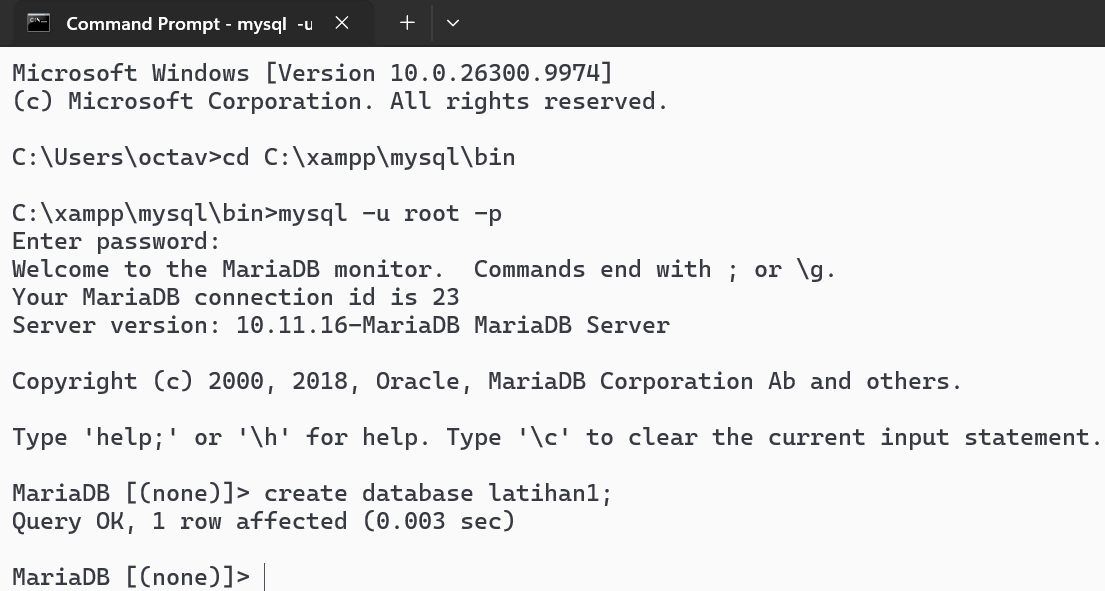 Command Prompt - mysql  -u
Microsoft Windows [Version 10.0.26300.9974]
(c) Microsoft Corporation. All rights reserved.
C:\Users\octav>cd C:\xampp\mysql\bin
C:\xampp\mysql\bin>mysql -u root -p
Enter password:
Welcome to the MariaDB monitor.  Commands end with ; or \g.
Your MariaDB connection id is 23
Server version: 10.11.16-MariaDB MariaDB Server
Copyright (c) 2000, 2018, Oracle, MariaDB Corporation Ab and others.
Type 'help;' or '\h' for help. Type '\c' to clear the current input statement.
MariaDB [(none)]> create database latihan1;
Query OK, 1 row affected (0.003 sec)
MariaDB [(none)]>